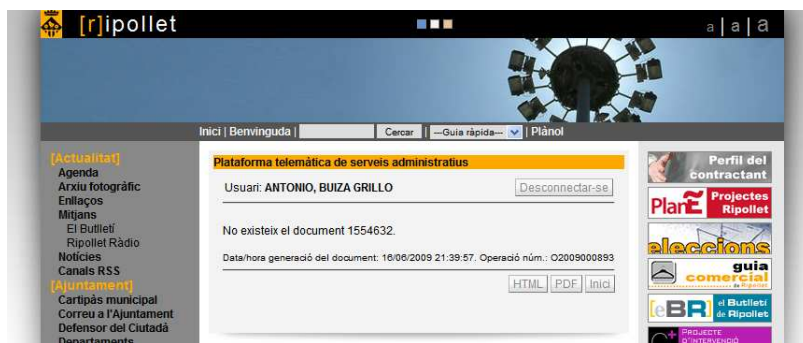 [r]ipollet
a | a | a
Inici | Benvinguda | Cercar | ---Guia ràpida--- | Plànol
[Actualitat]
Agenda
Arxiu fotogràfic
Enllaços
Mitjans
El Butlletí
Ripollet Ràdio
Notícies
Canals RSS
[Ajuntament]
Cartipàs municipal
Correu a l'Ajuntament
Defensor del Ciutadà
Departaments
Plataforma telemàtica de serveis administratius
Usuari: ANTONIO, BUIZA GRILLO
Desconnectar-se
No existeix el document 1554632.
Data/hora generació del document: 16/06/2009 21:39:57. Operació núm.: O2009000893
HTML PDF Inici
Perfil del
contractant
PlanE Projectes
Ripollet
eleccions
guia
comercial
de Ripollet
[eBR] el Butlletí
de Ripollet
C+ PROJECTE
D'INTERVENCIÓ